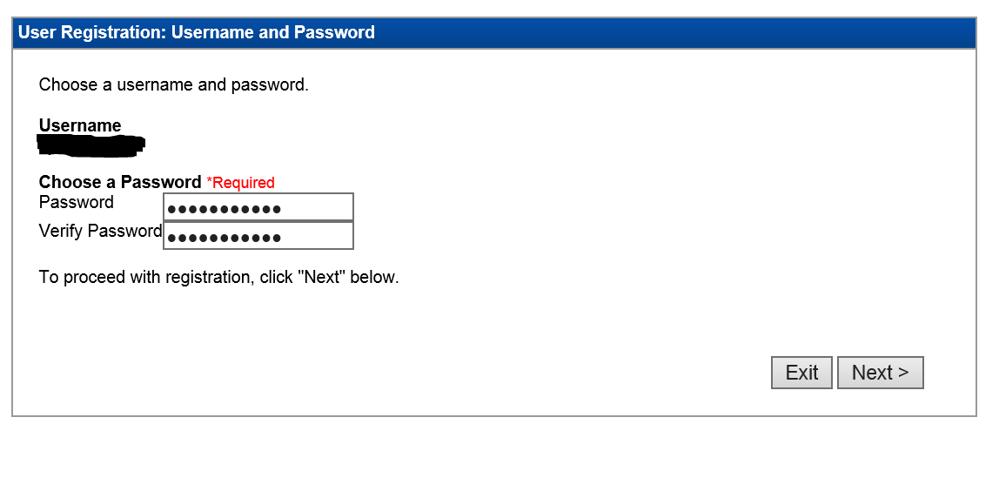 User Registration: Username and Password
Choose a username and password.
Username
Choose a Password *Required
Password ●●●●●●●●●●●
Verify Password ●●●●●●●●●●●
To proceed with registration, click "Next" below.
Exit Next >